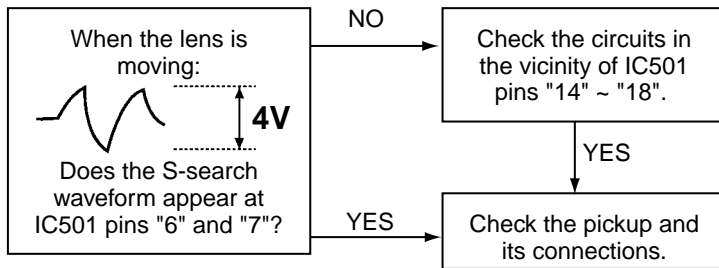 When the lens is
moving:
4V
Does the S-search
waveform appear at
IC501 pins "6" and "7"?
NO
Check the circuits in
the vicinity of IC501
pins "14" ~ "18".
YES
YES
Check the pickup and
its connections.